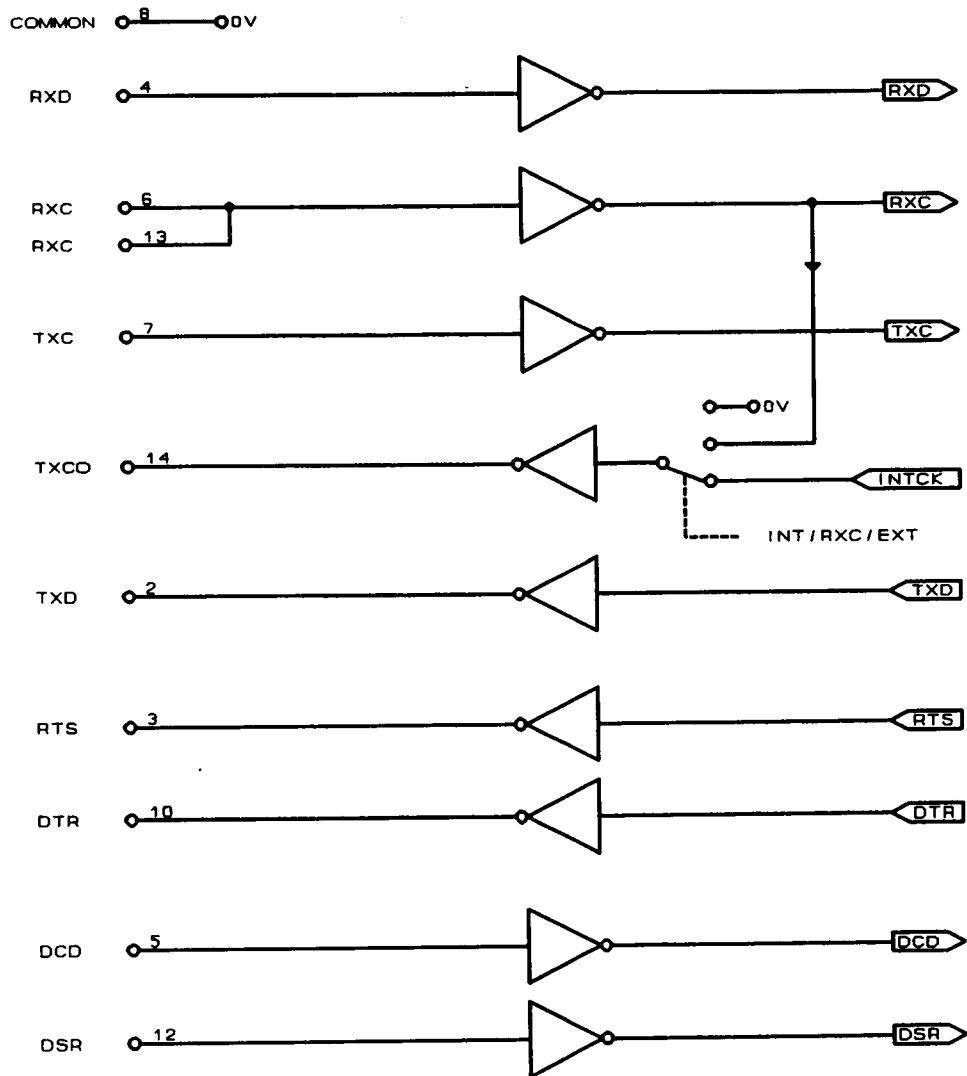 COMMON 8 0V
RXD 4 RXD
RXC 6 RXC
RXC 13
TXC 7 TXC
0V
TXCO 14 INTCK
INT/RXC/EXT
TXD 2 TXD
RTS 3 RTS
DTR 10 DTR
DCD 5 DCD
DSR 12 DSR